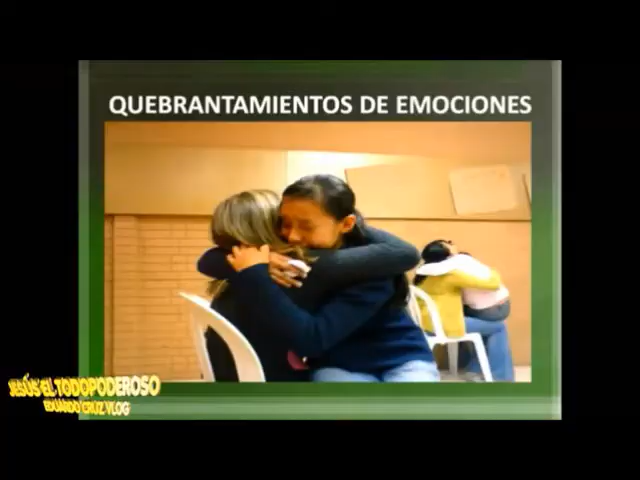 QUEBRANTAMIENTOS DE EMOCIONES
JESÚS EL TODOPODEROSO
EDUARDO CRUZ VLOG